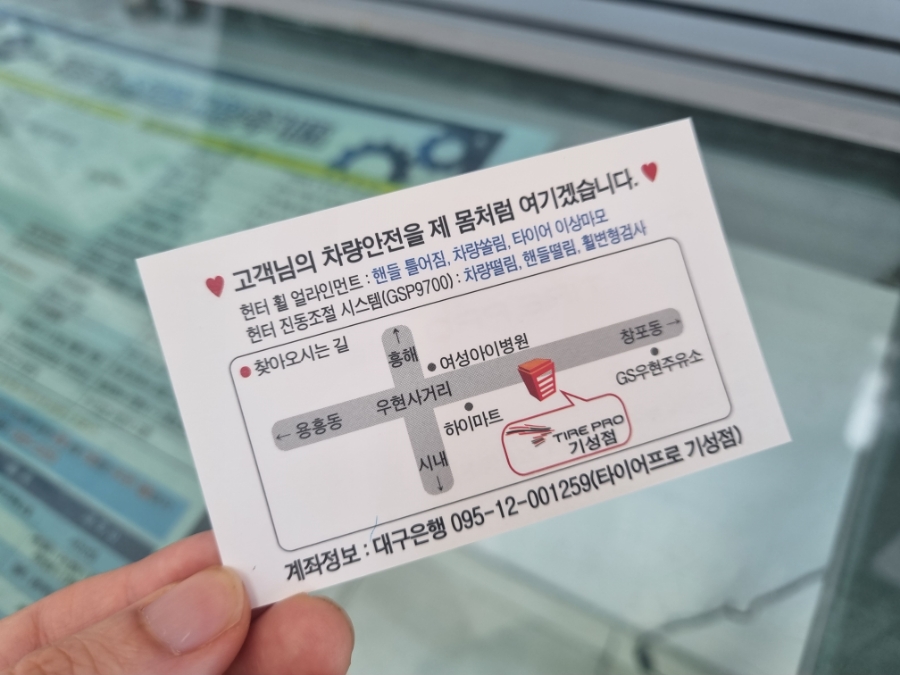 ♥ 고객님의 차량안전을 제 몸처럼 여기겠습니다. ♥
헌터 휠 얼라인먼트 : 핸들 틀어짐, 차량쏠림, 타이어 이상마모
헌터 진동조절 시스템(GSP9700) : 차량떨림, 핸들떨림, 휠변형검사
● 찾아오시는 길
↑
흥해
● 여성아이병원
창포동 →
← 용흥동
우현사거리
GS우현주유소
하이마트
TIRE PRO
기성점
시내
↓
계좌정보 : 대구은행 095-12-001259(타이어프로 기성점)